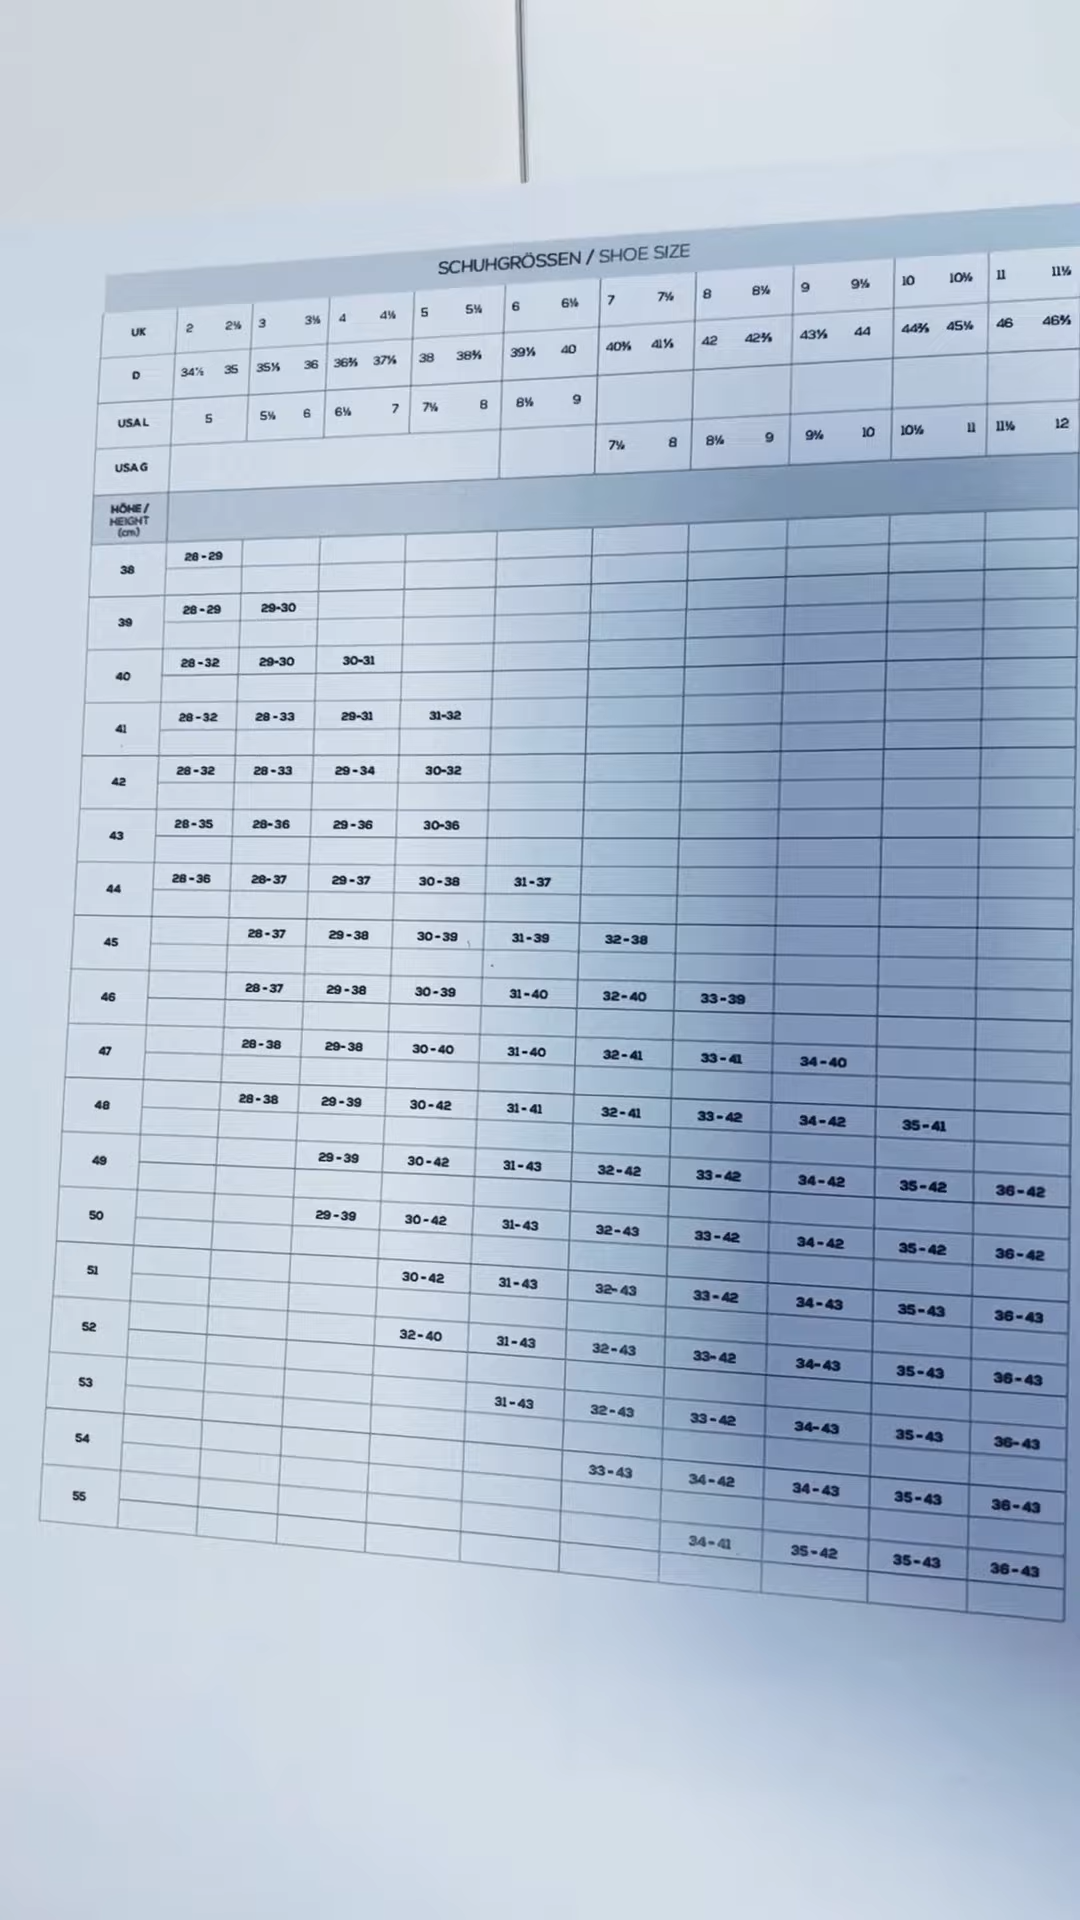 SCHUHGRÖSSEN / SHOE SIZE
UK 2 2½ 3 3½ 4 4½ 5 5½ 6 6½ 7 7½ 8 8½ 9 9½ 10 10½ 11 11½
D 34⅓ 35 35⅓ 36 36⅔ 37⅓ 38 38⅔ 39⅓ 40 40⅔ 41⅓ 42 42⅔ 43⅓ 44 44⅔ 45⅓ 46 46⅔
USA L 5 5½ 6 6½ 7 7½ 8 8½ 9
USA G 7½ 8 8½ 9 9½ 10 10½ 11 11½ 12
HÖHE /
HEIGHT
(cm)
38 28-29
39 28-29 29-30
40 28-32 29-30 30-31
41 28-32 28-33 29-31 31-32
42 28-32 28-33 29-34 30-32
43 28-35 28-36 29-36 30-36
44 28-36 28-37 29-37 30-38 31-37
45 28-37 29-38 30-39 31-39 32-38
46 28-37 29-38 30-39 31-40 32-40 33-39
47 28-38 29-38 30-40 31-40 32-41 33-41 34-40
48 28-38 29-39 30-42 31-41 32-41 33-42 34-42 35-41
49 29-39 30-42 31-43 32-42 33-42 34-42 35-42 36-42
50 29-39 30-42 31-43 32-43 33-42 34-42 35-42 36-42
51 30-42 31-43 32-43 33-42 34-43 35-43 36-43
52 32-40 31-43 32-43 33-42 34-43 35-43 36-43
53 31-43 32-43 33-42 34-43 35-43 36-43
54 33-43 34-42 34-43 35-43 36-43
55 34-41 35-42 35-43 36-43